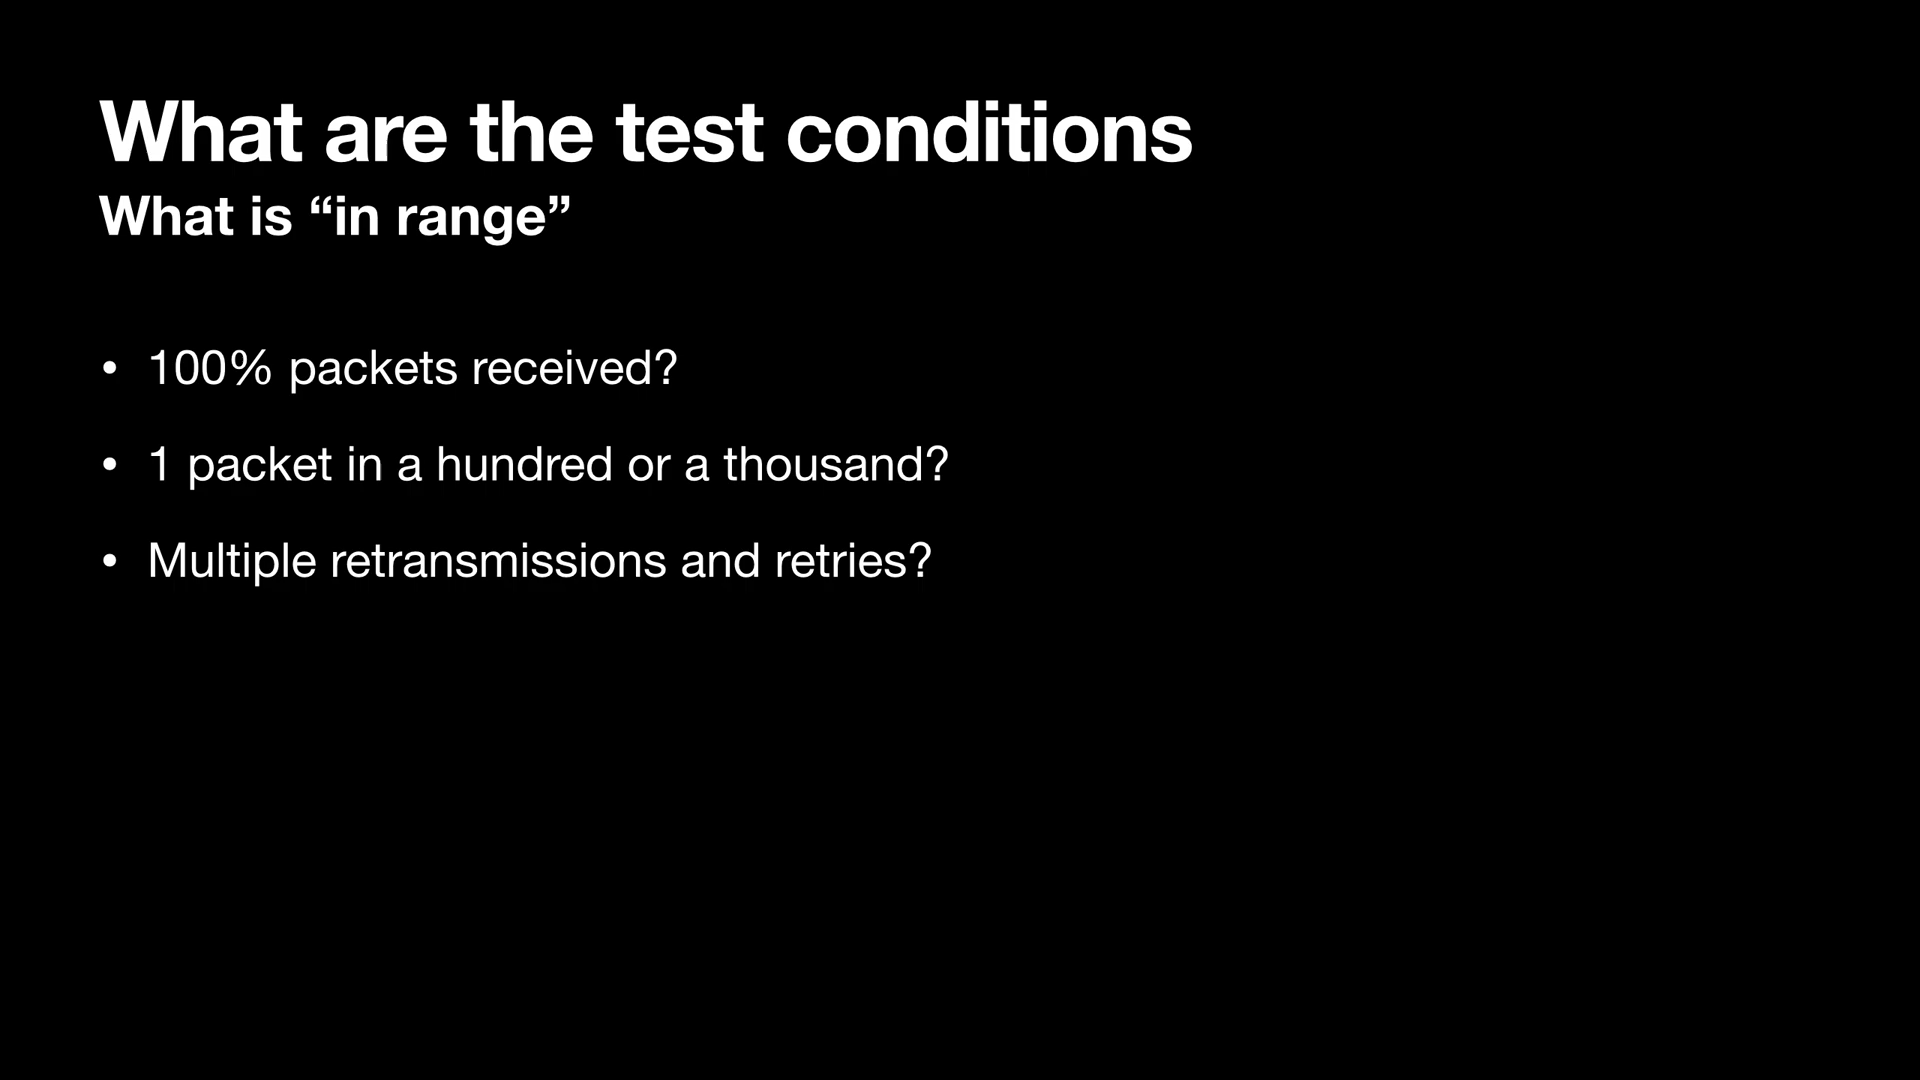 What are the test conditions
What is “in range”
• 100% packets received?
• 1 packet in a hundred or a thousand?
• Multiple retransmissions and retries?